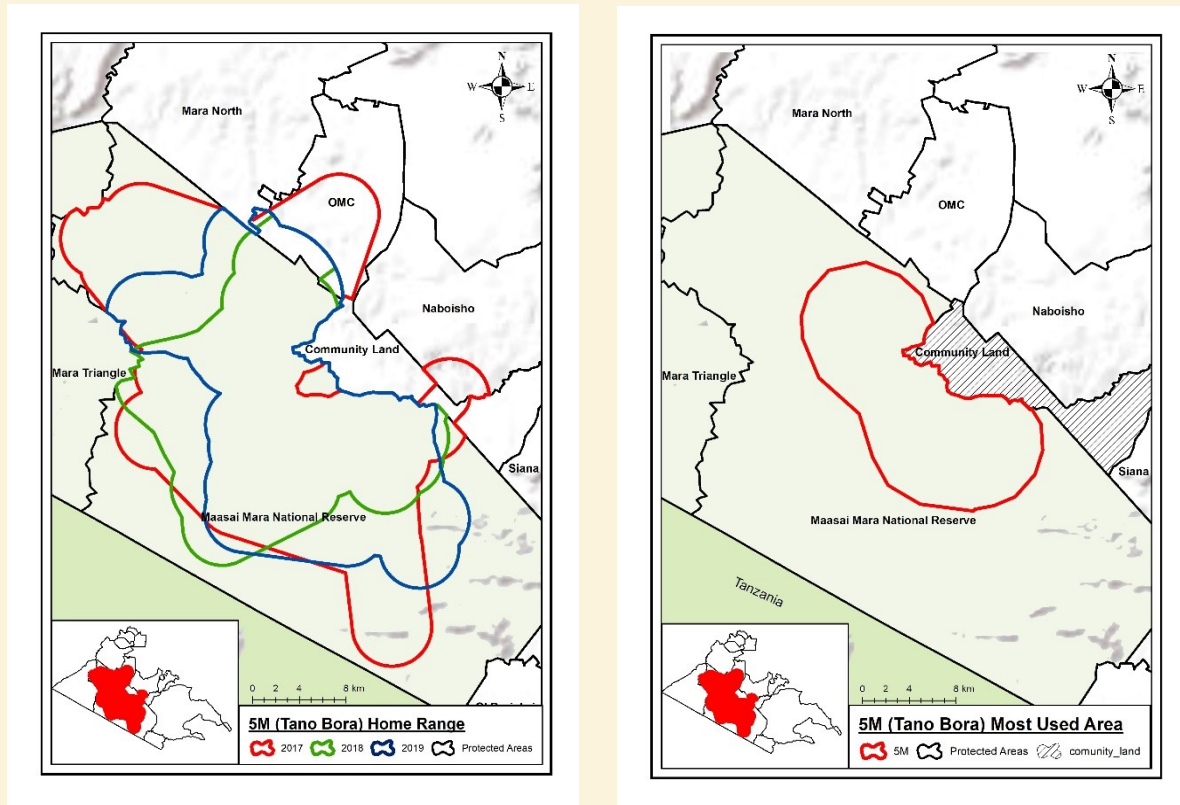 N
W E
S
Mara North
OMC
Naboisho
Community Land
Mara Triangle
Siana
Maasai Mara National Reserve
0 2 4 8 km
5M (Tano Bora) Home Range
2017 2018 2019 Protected Areas
N
W E
S
Mara North
OMC
Naboisho
Community Land
Mara Triangle
Siana
Maasai Mara National Reserve
Tanzania
0 2 4 8 km
5M (Tano Bora) Most Used Area
5M Protected Areas comunity_land